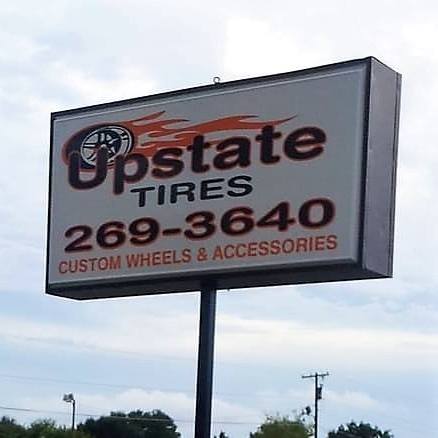 Upstate
TIRES
269-3640
CUSTOM WHEELS & ACCESSORIES